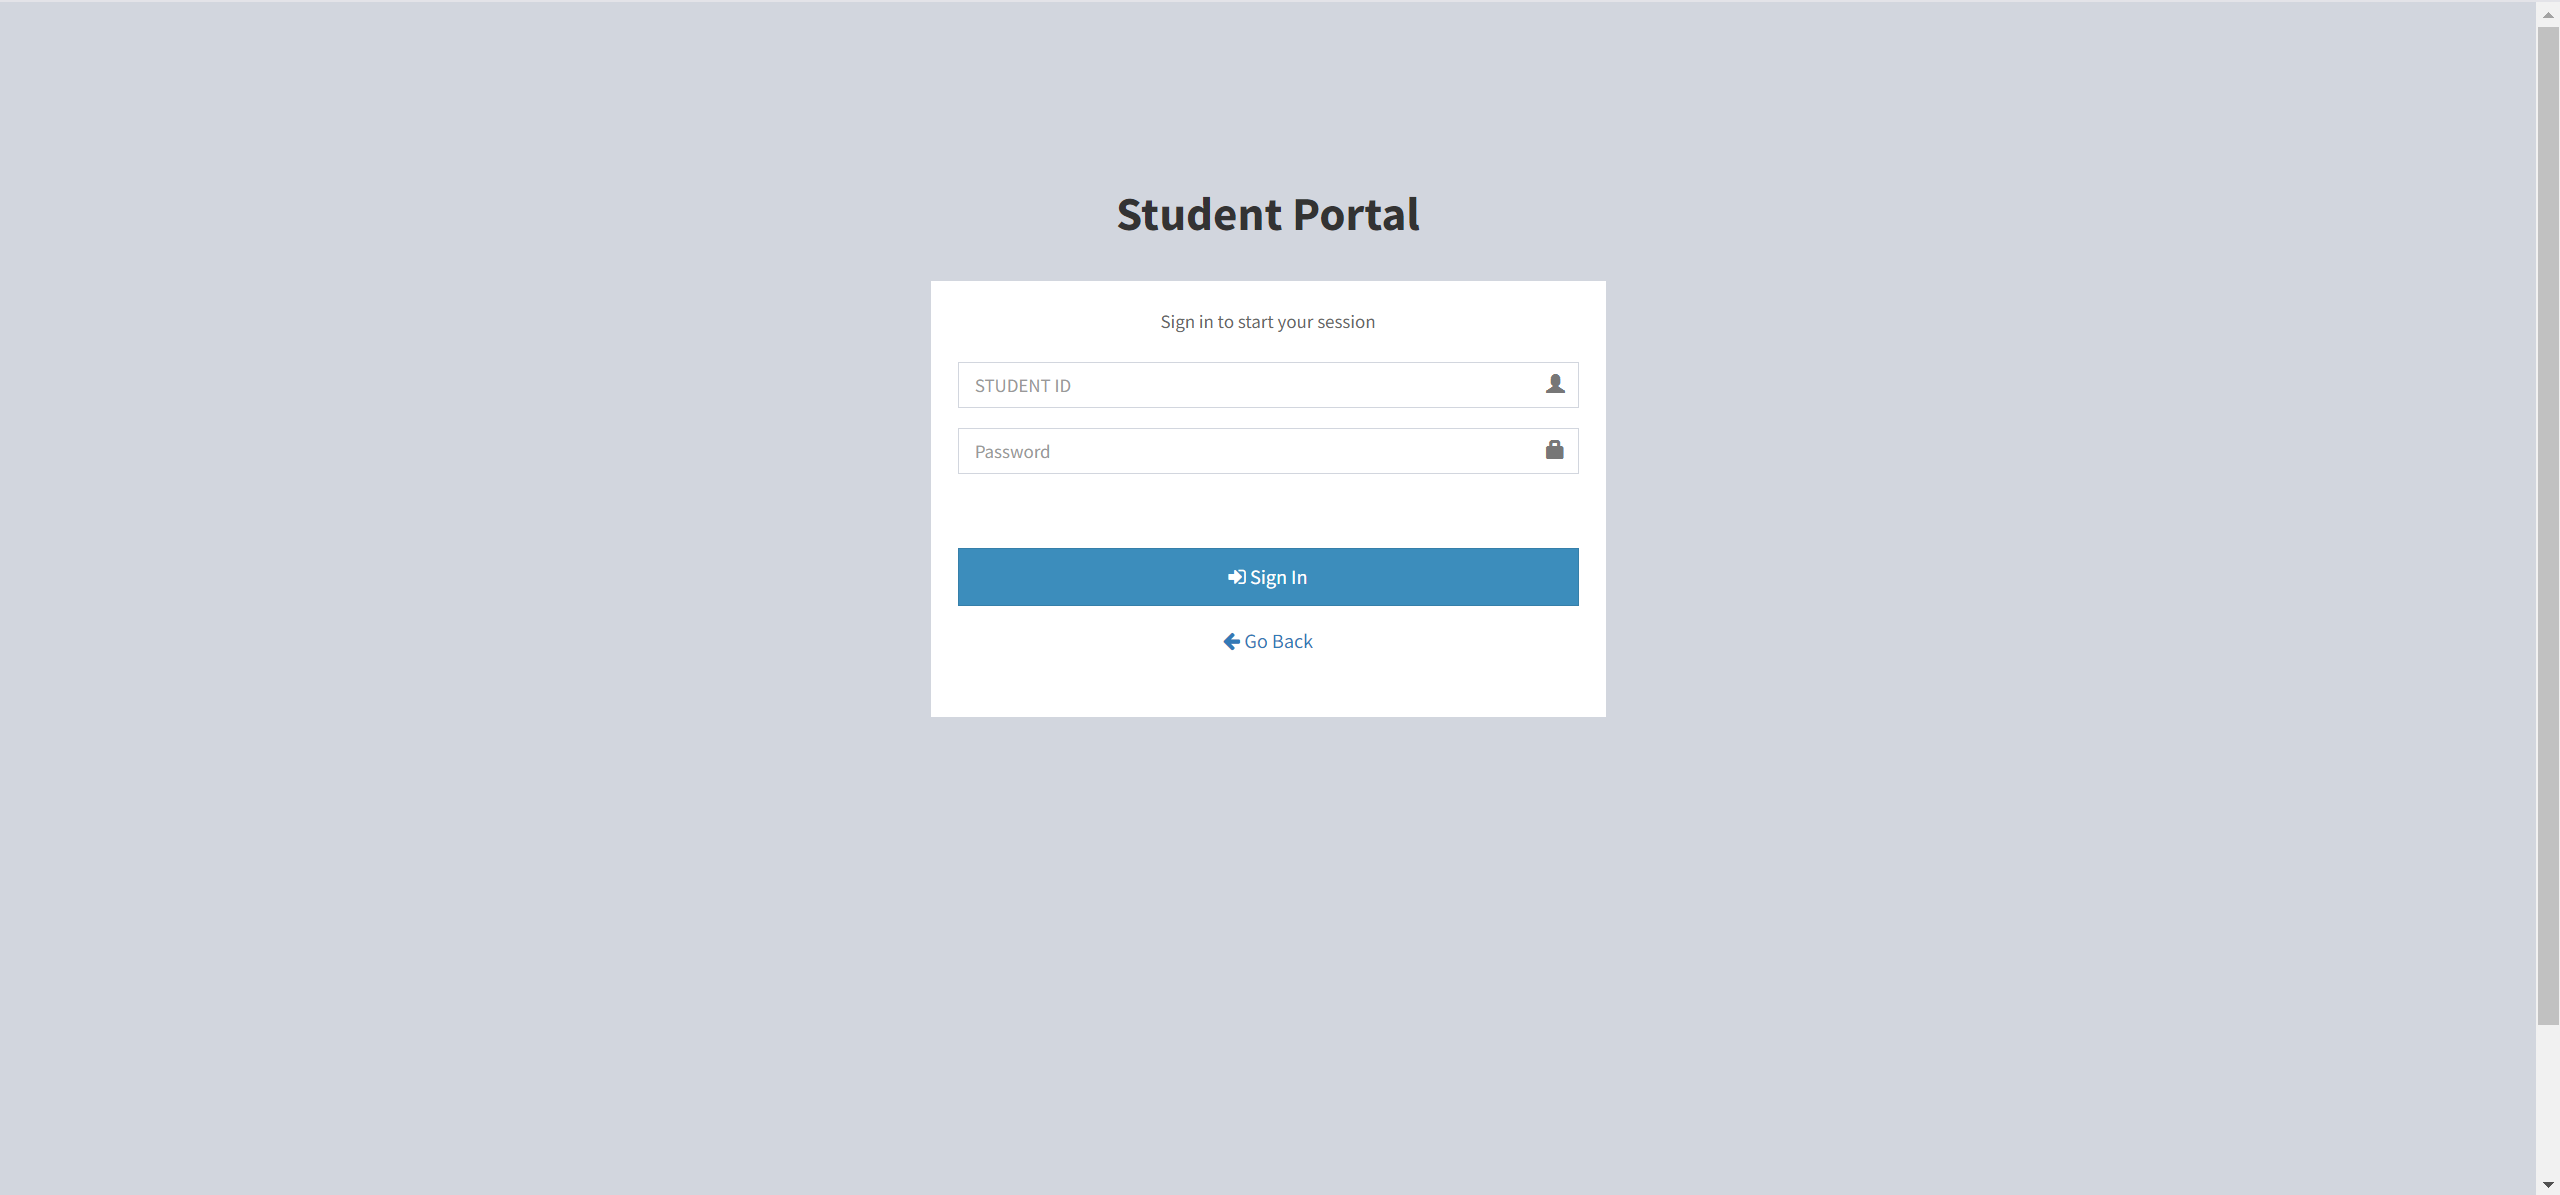 Student Portal
Sign in to start your session
STUDENT ID
Password
Sign In
Go Back